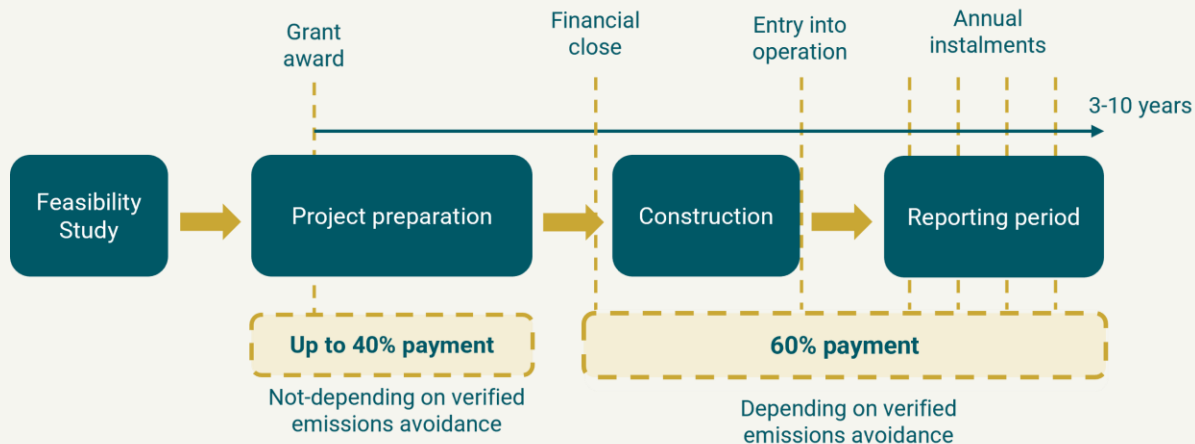 Grant
award
Financial
close
Entry into
operation
Annual
instalments
3-10 years
Feasibility
Study
Project preparation
Construction
Reporting period
Up to 40% payment
60% payment
Not-depending on verified
emissions avoidance
Depending on verified
emissions avoidance